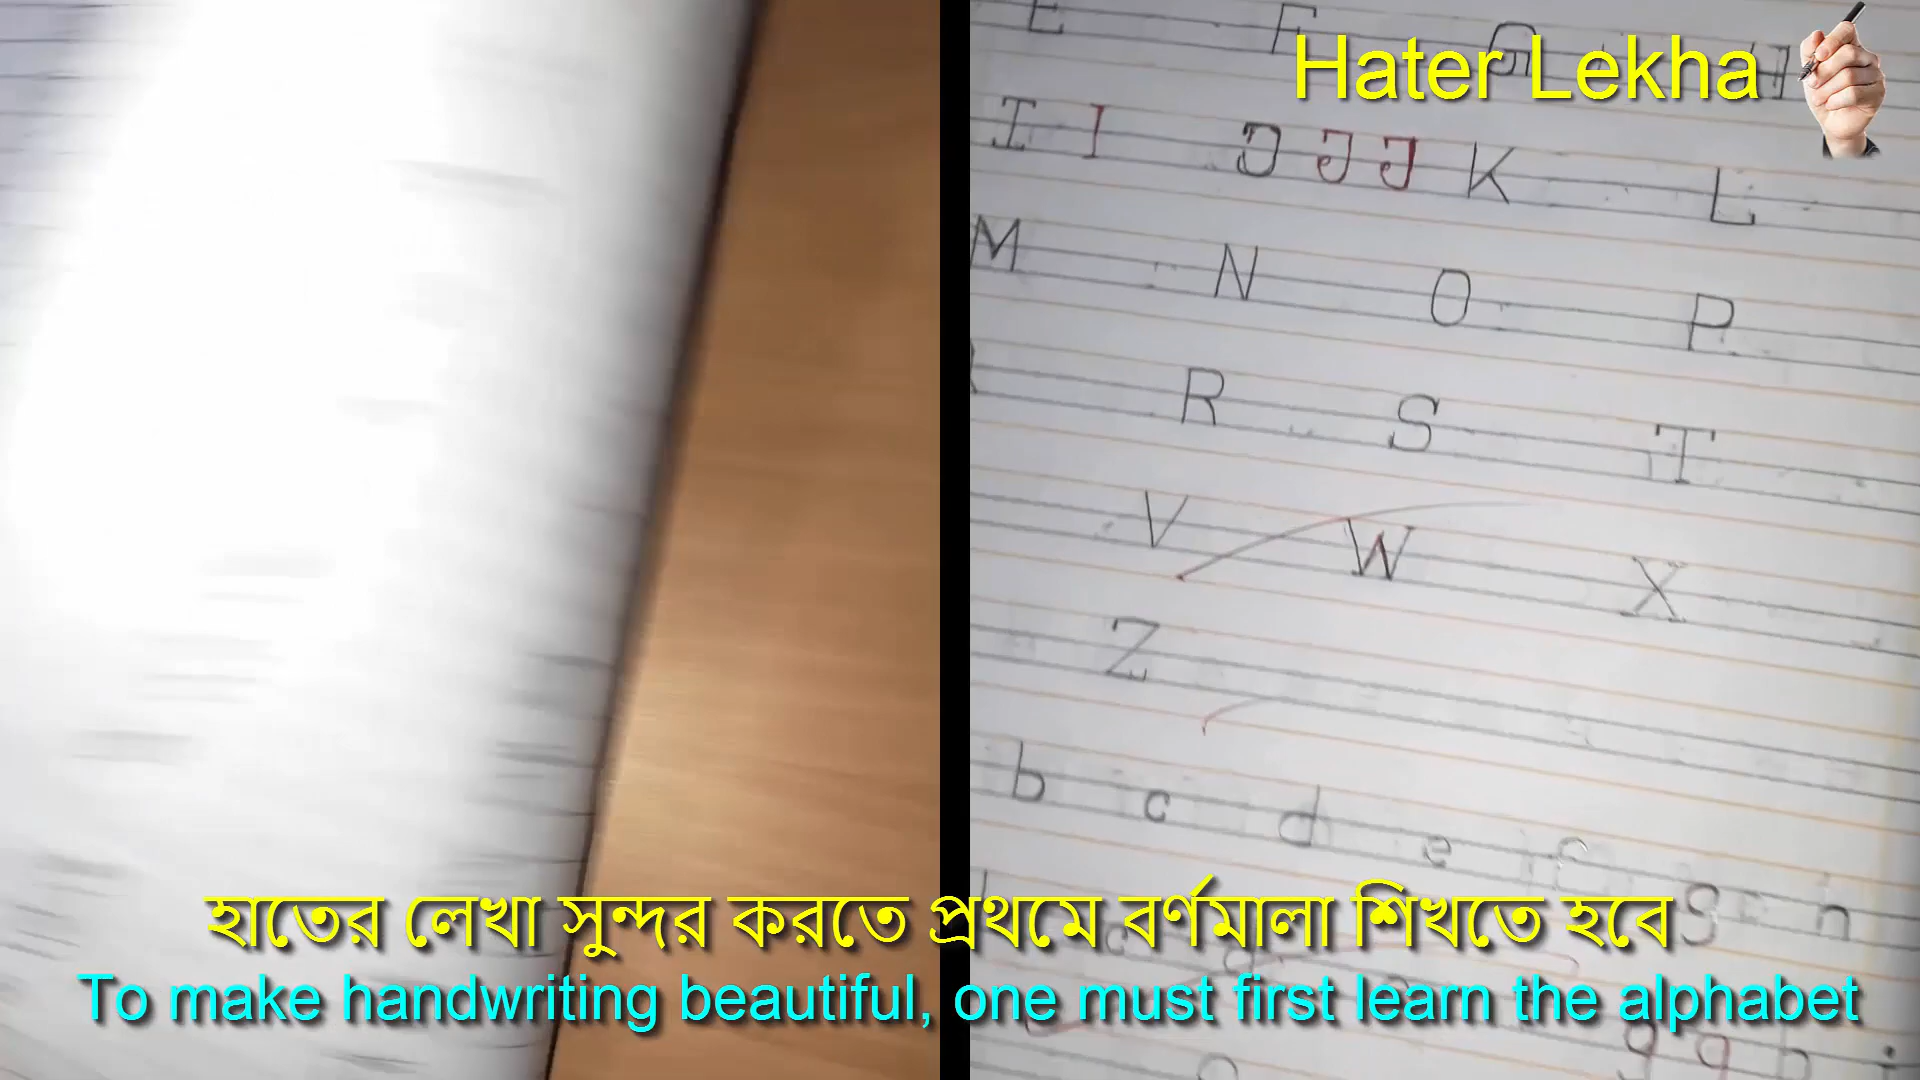 E F G H
Hater Lekha
I I J J J K L
M N O P
R S T
V W X
Z
b c d e f g h
হাতের লেখা সুন্দর করতে প্রথমে বর্ণমালা শিখতে হবে
To make handwriting beautiful, one must first learn the alphabet
g g h i